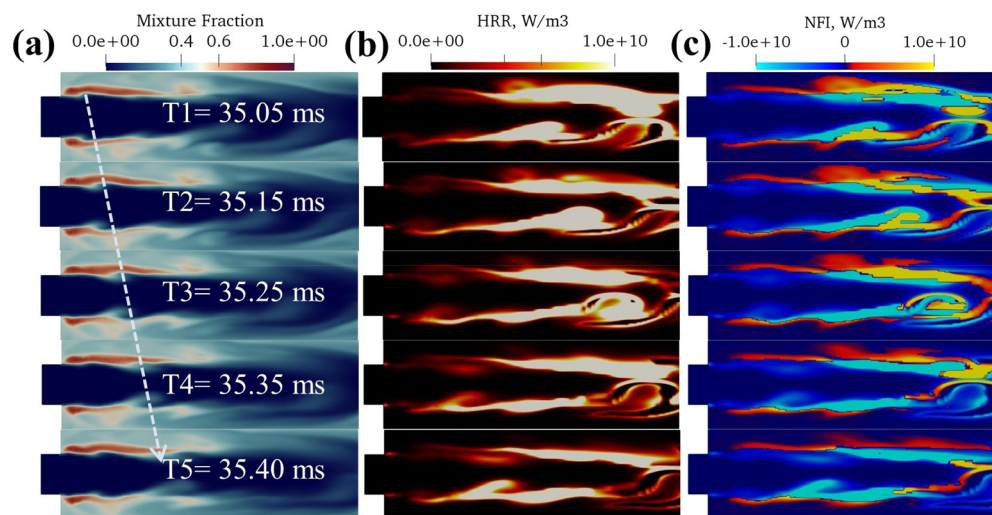 Mixture Fraction
HRR, W/m3
NFI, W/m3
(a)
0.0e+00 0.4 0.6 1.0e+00
(b)
0.0e+00 1.0e+10
(c)
-1.0e+10 0 1.0e+10
T1= 35.05 ms
T2= 35.15 ms
T3= 35.25 ms
T4= 35.35 ms
T5= 35.40 ms